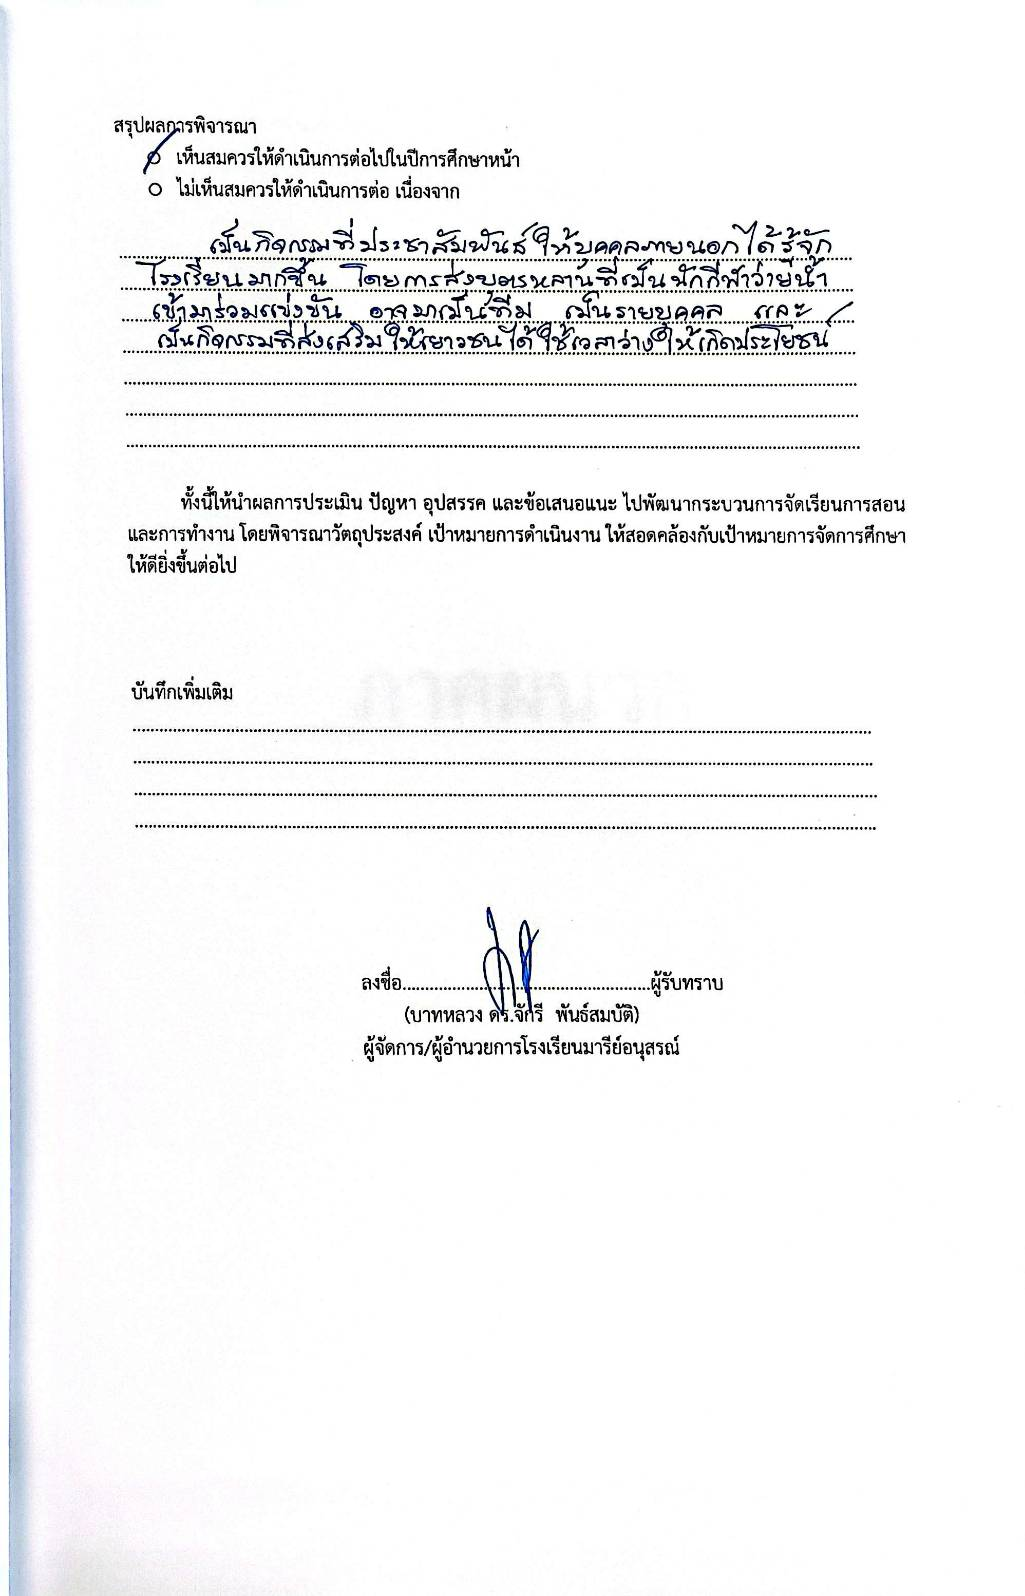 สรุปผลการพิจารณา
เห็นสมควรให้ดำเนินการต่อไปในปีการศึกษาหน้า
ไม่เห็นสมควรให้ดำเนินการต่อ เนื่องจาก
เป็นกิจกรรมที่ประชาสัมพันธ์ ให้บุคคลภายนอกได้รู้จัก
โรงเรียนมากขึ้น โดยการส่งบุตรหลานที่เป็นนักกีฬาว่ายน้ำ
เข้ามาร่วมแข่งขัน อาจมาเป็นทีม เป็นรายบุคคล และ
เป็นกิจกรรมที่ส่งเสริมให้เยาวชนได้ใช้เวลาว่างให้เกิดประโยชน์
ทั้งนี้ให้นำผลการประเมิน ปัญหา อุปสรรค และข้อเสนอแนะ ไปพัฒนากระบวนการจัดเรียนการสอน
และการทำงาน โดยพิจารณาวัตถุประสงค์ เป้าหมายการดำเนินงาน ให้สอดคล้องกับเป้าหมายการจัดการศึกษา
ให้ดียิ่งขึ้นต่อไป
บันทึกเพิ่มเติม
ลงชื่อ..................................................ผู้รับทราบ
(บาทหลวง ดร.จักรี พันธ์สมบัติ)
ผู้จัดการ/ผู้อำนวยการโรงเรียนมารีย์อนุสรณ์